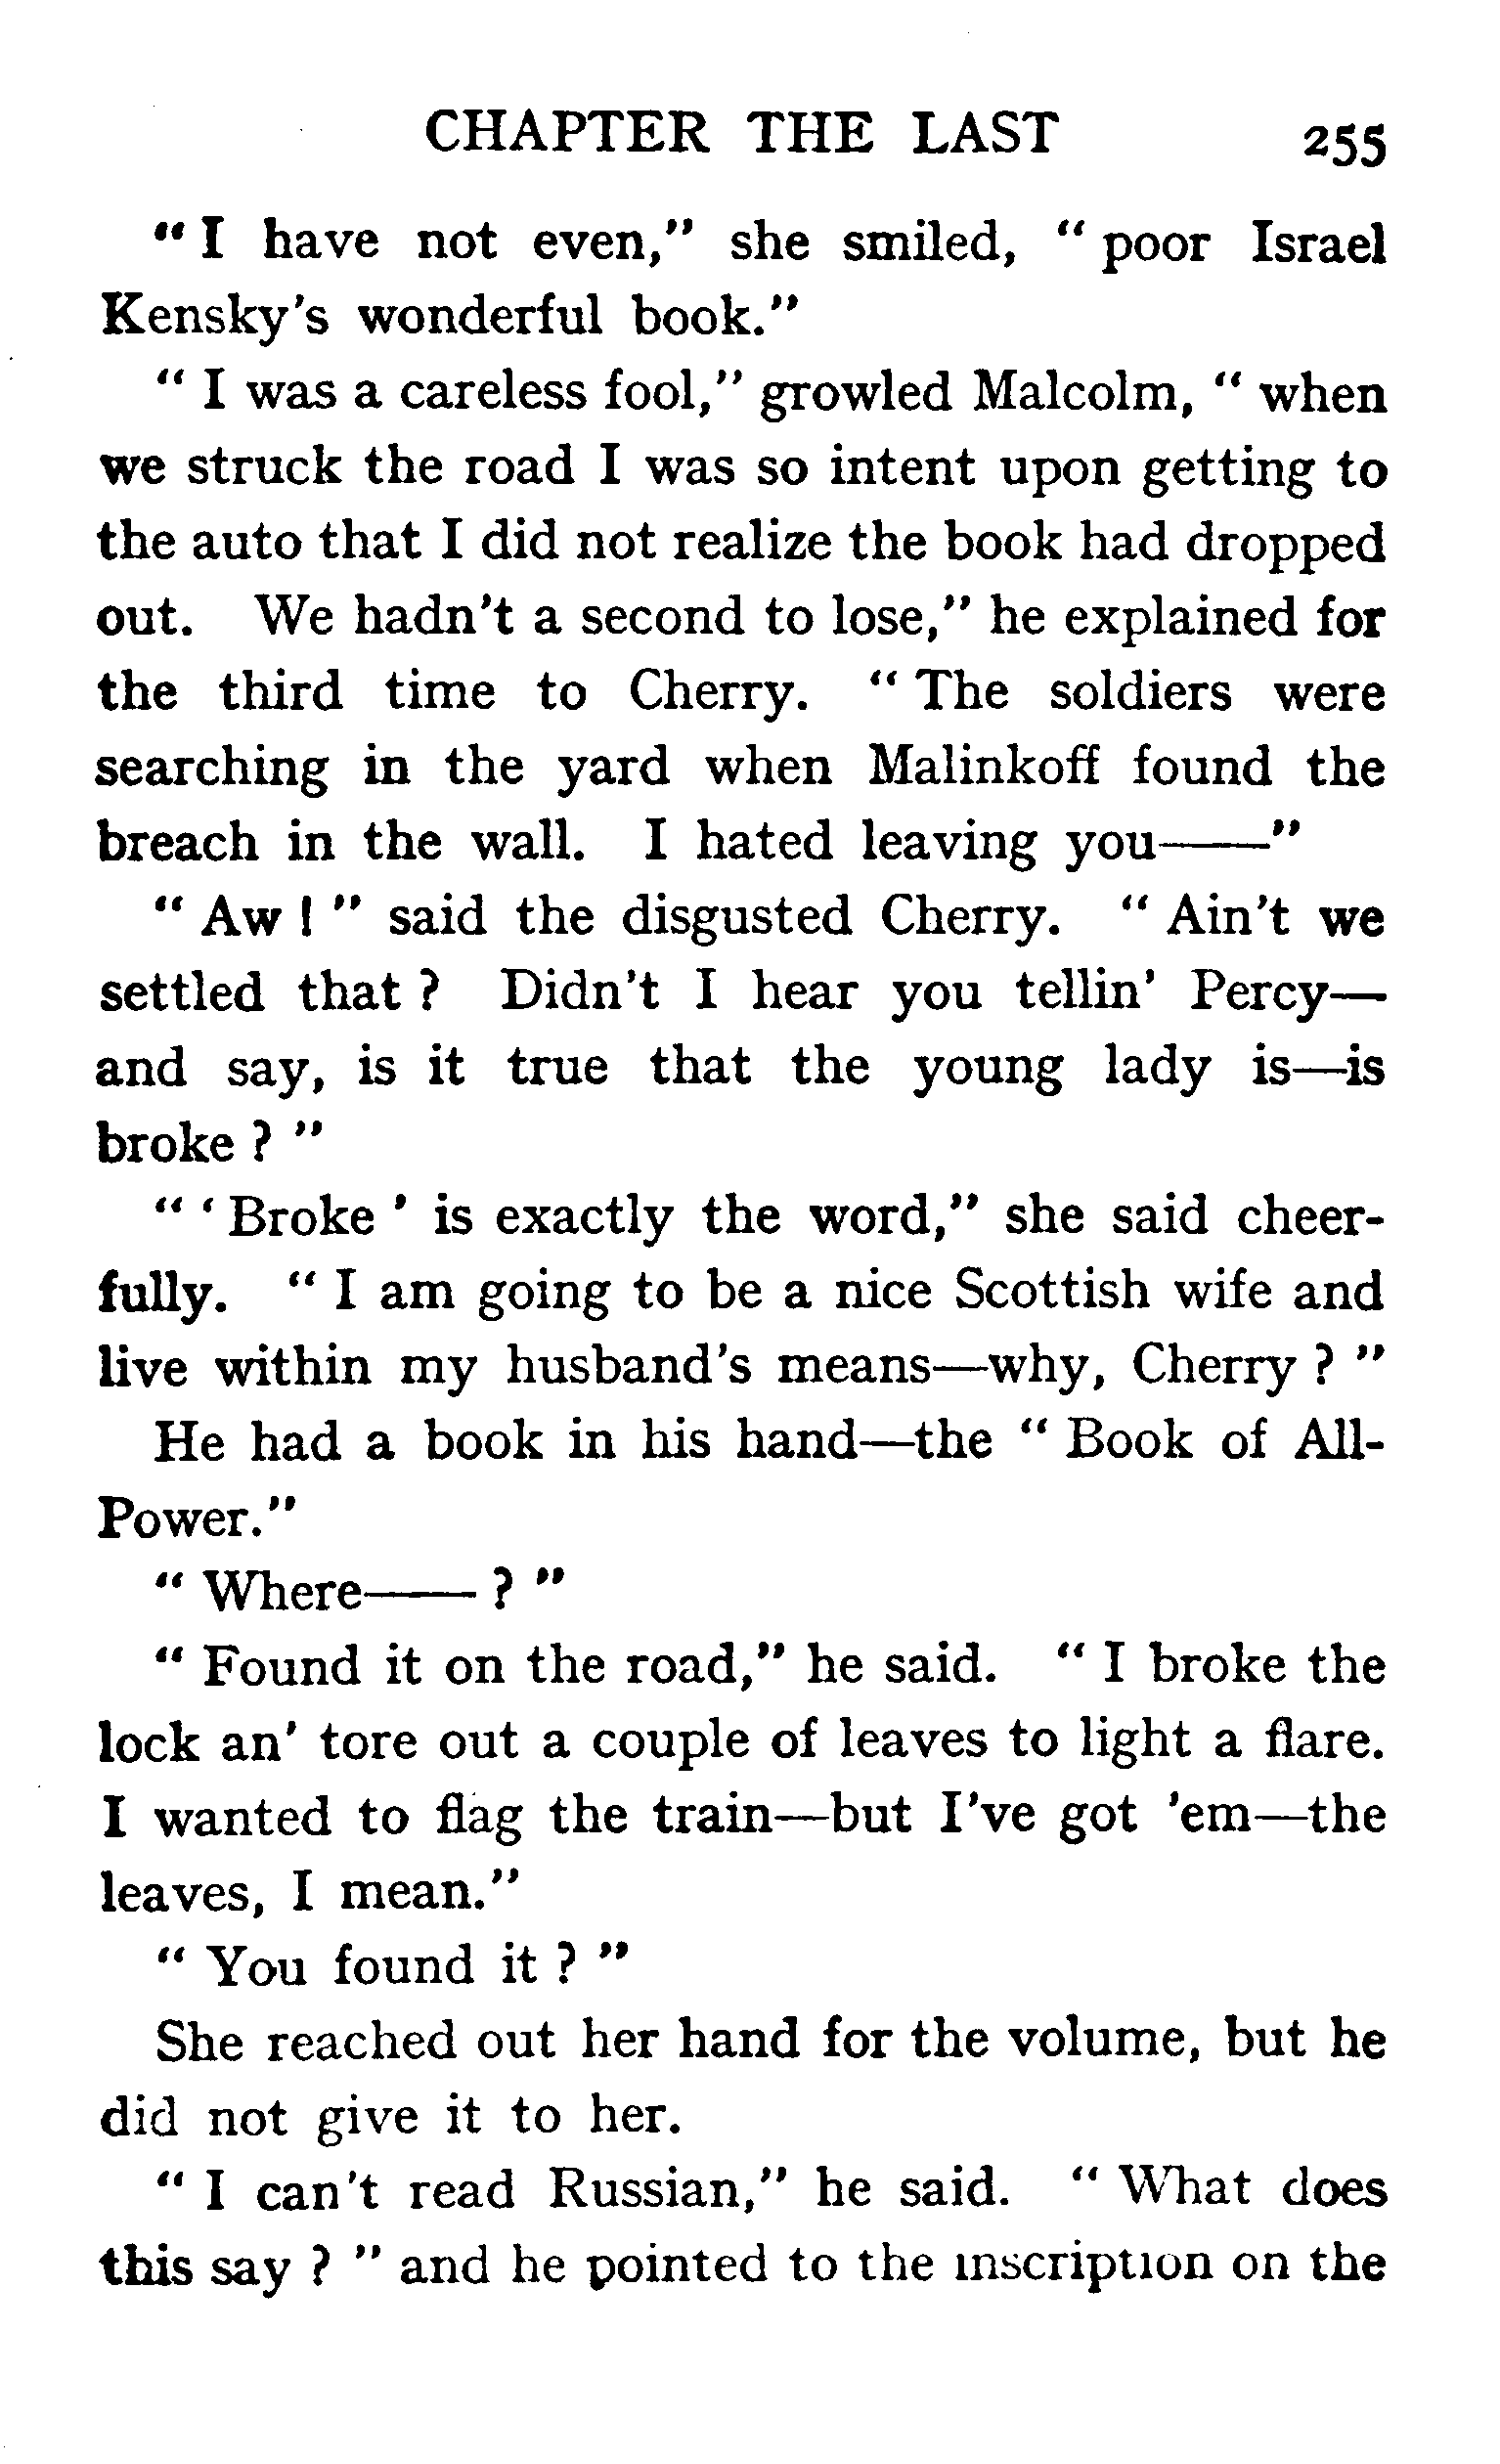 CHAPTER THE LAST 255
" I have not even," she smiled, " poor Israel
Kensky's wonderful book."
" I was a careless fool," growled Malcolm, " when
we struck the road I was so intent upon getting to
the auto that I did not realize the book had dropped
out. We hadn't a second to lose," he explained for
the third time to Cherry. " The soldiers were
searching in the yard when Malinkoff found the
breach in the wall. I hated leaving you——"
" Aw ! " said the disgusted Cherry. " Ain't we
settled that ? Didn't I hear you tellin' Percy—
and say, is it true that the young lady is—is
broke ? "
" ' Broke ' is exactly the word," she said cheer-
fully. " I am going to be a nice Scottish wife and
live within my husband's means—why, Cherry ? "
He had a book in his hand—the " Book of All-
Power."
" Where—— ? "
" Found it on the road," he said. " I broke the
lock an' tore out a couple of leaves to light a flare.
I wanted to flag the train—but I've got 'em—the
leaves, I mean."
" You found it ? "
She reached out her hand for the volume, but he
did not give it to her.
" I can't read Russian," he said. " What does
this say ? " and he pointed to the inscription on the